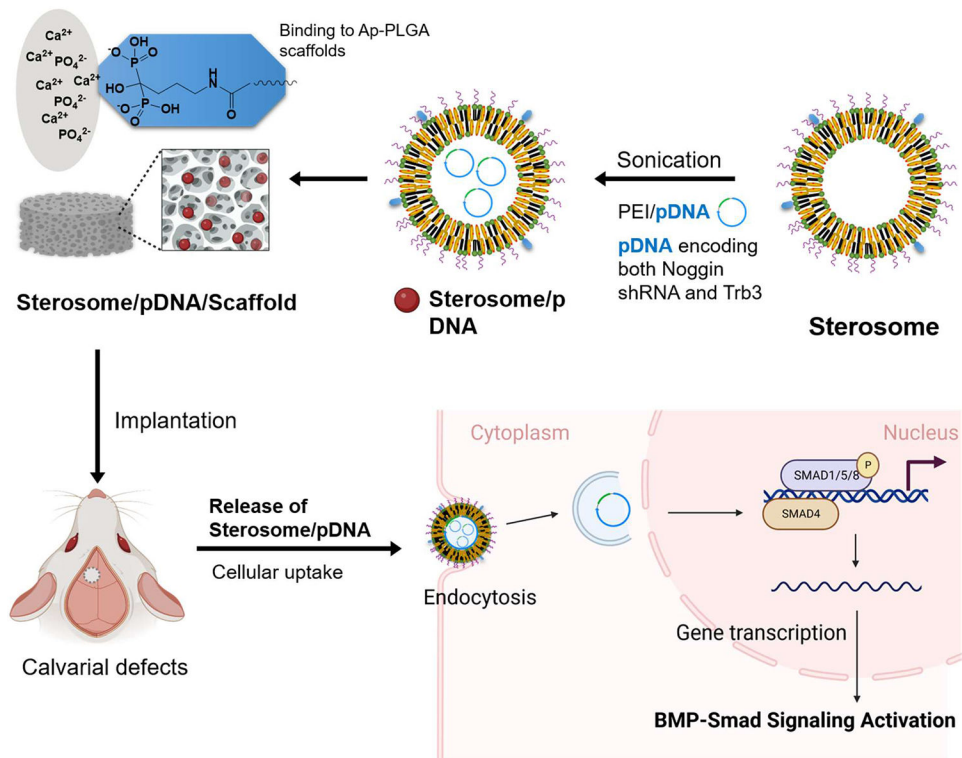 Binding to Ap-PLGA
scaffolds
Ca²⁺
Ca²⁺ PO₄²⁻
Ca²⁺ Ca²⁺
PO₄²⁻
Ca²⁺
PO₄²⁻
⁻O
OH
P
O
HO
P
OH
⁻O
O
H
N
O
Sonication
PEI/pDNA
pDNA encoding
both Noggin
shRNA and Trb3
Sterosome/pDNA/Scaffold
Sterosome/p
DNA
Sterosome
Implantation
Release of
Sterosome/pDNA
Cellular uptake
Calvarial defects
Cytoplasm
Nucleus
P
SMAD1/5/8
SMAD4
Endocytosis
Gene transcription
BMP-Smad Signaling Activation